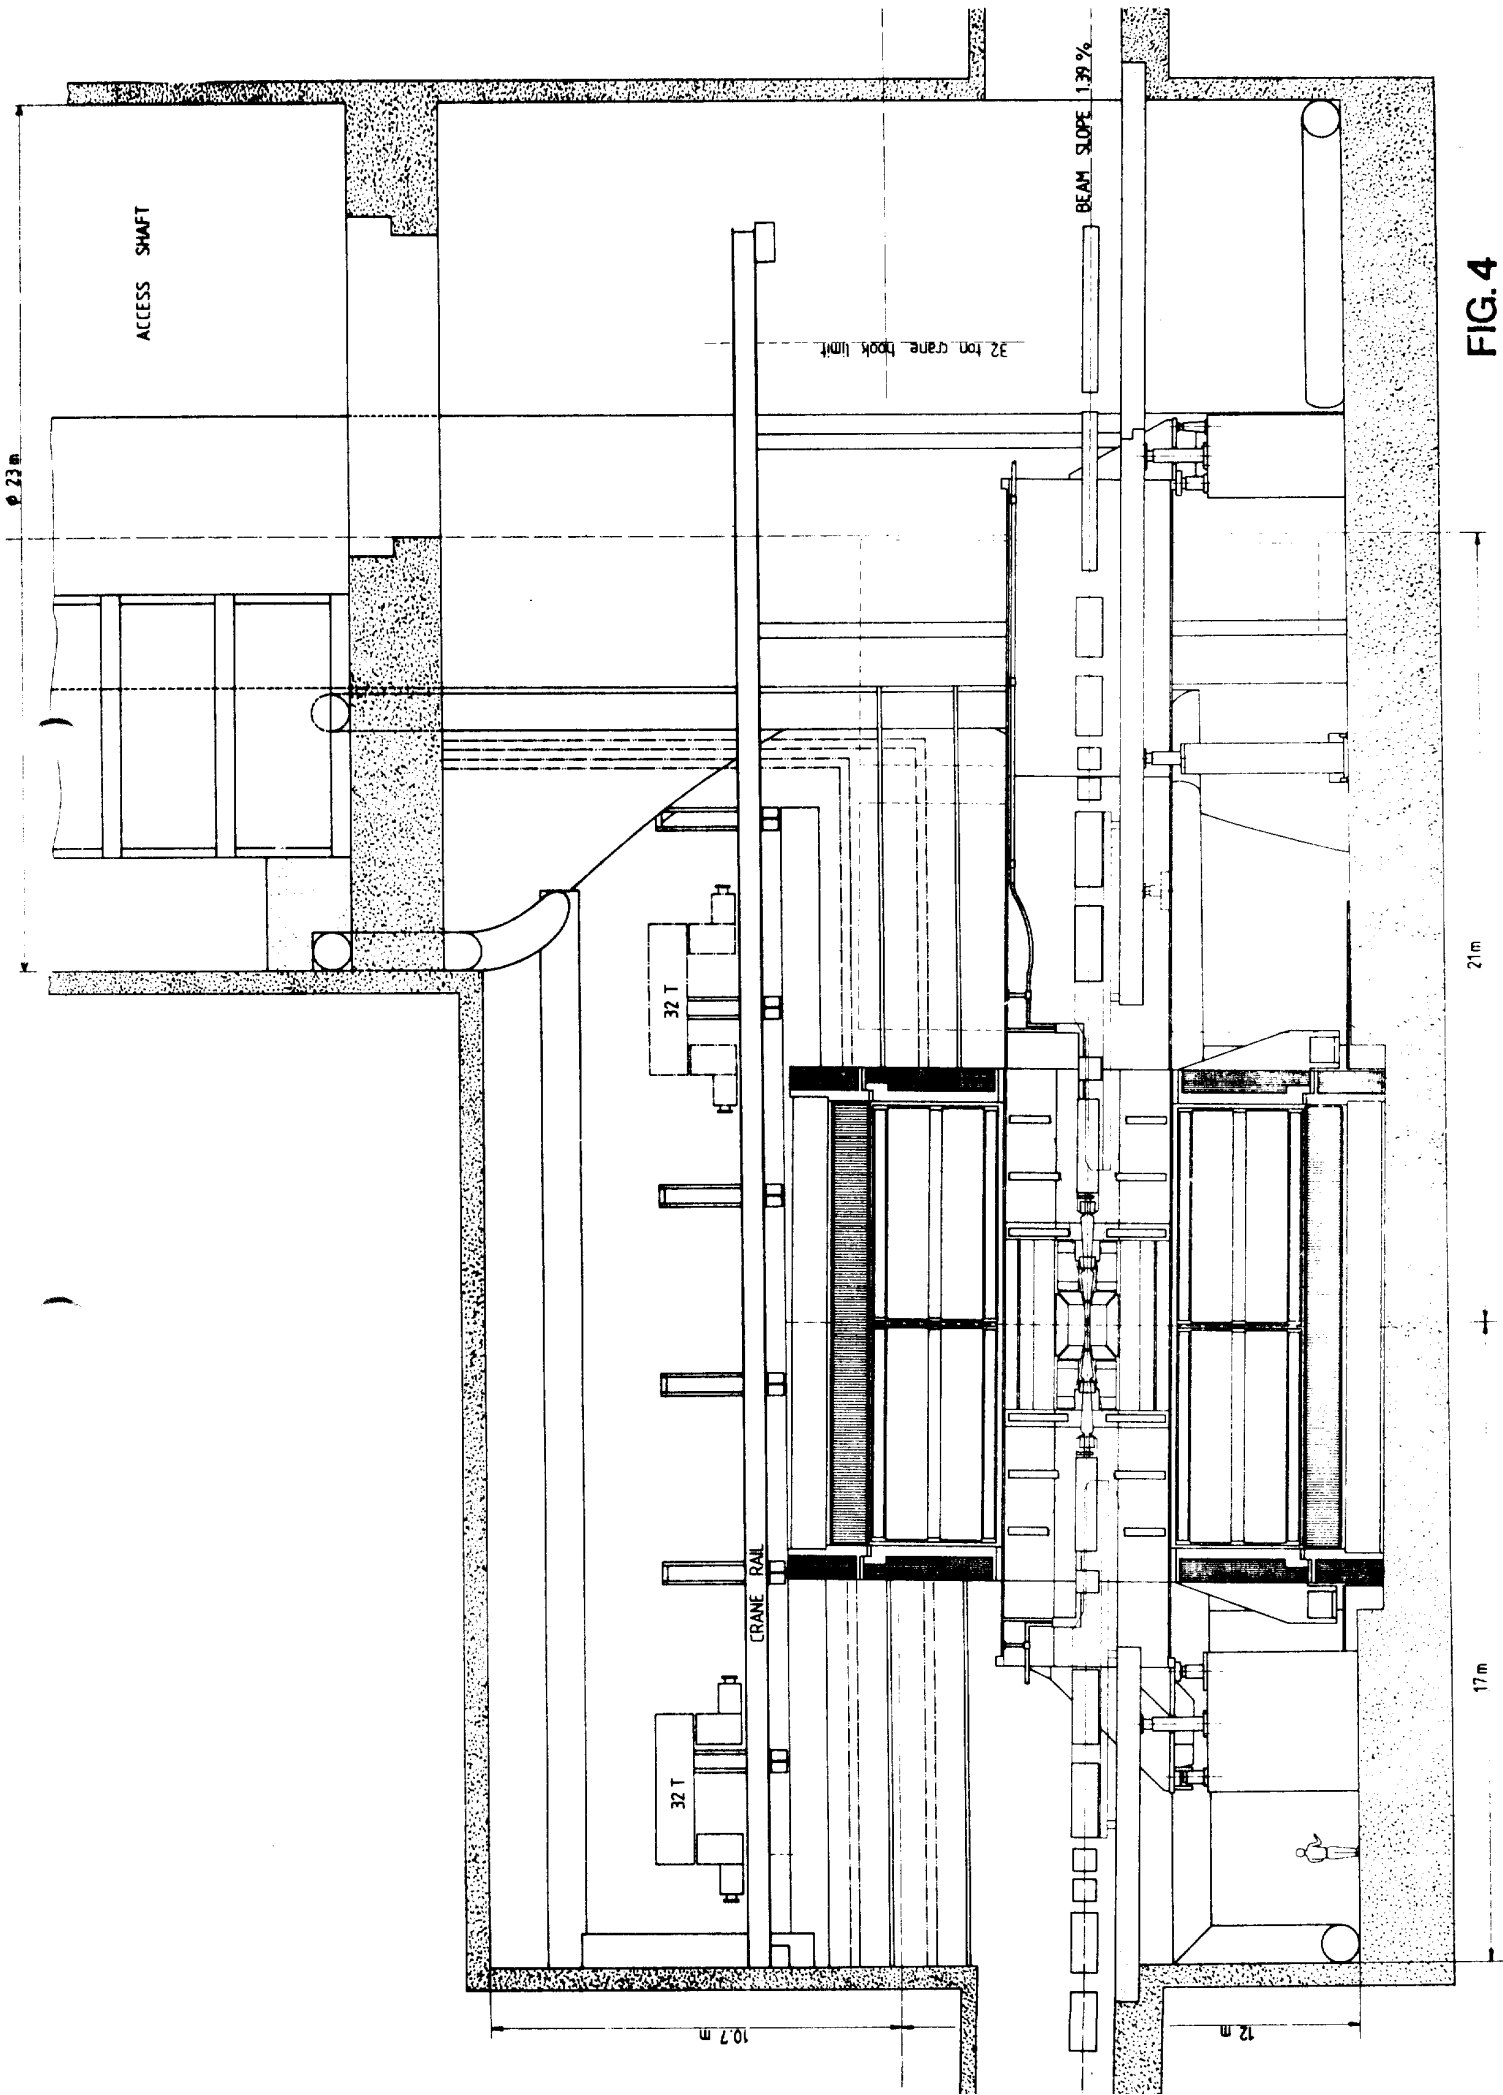 φ 23 m
ACCESS SHAFT
BEAM SLOPE 1.39 %
32 ton crane hook limit
32 T
CRANE RAIL
32 T
10.7 m
12 m
21 m
17 m
FIG. 4